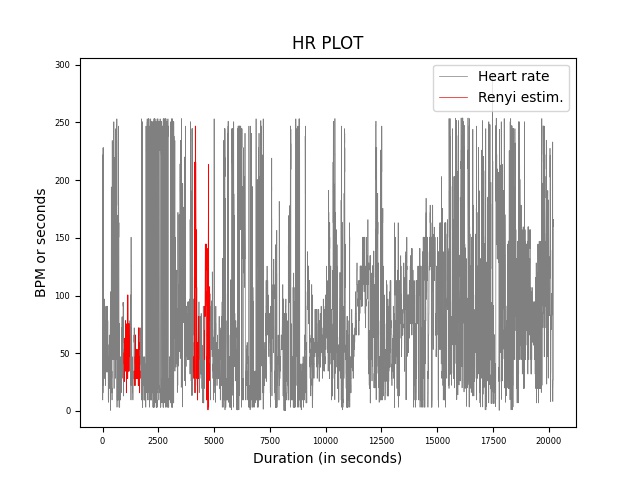 HR PLOT
Heart rate
Renyi estim.
BPM or seconds
300
250
200
150
100
50
0
0 2500 5000 7500 10000 12500 15000 17500 20000
Duration (in seconds)